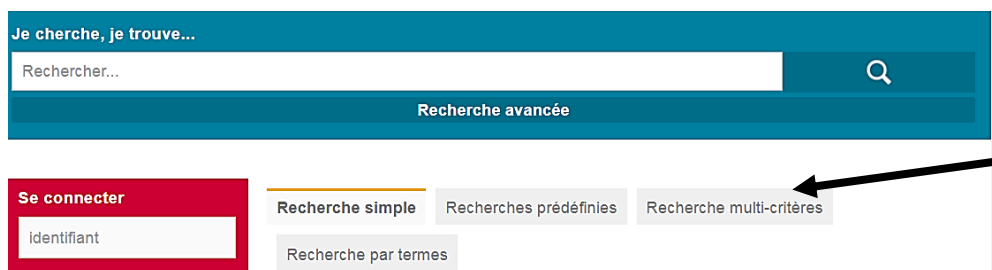 Je cherche, je trouve...
Rechercher...
Recherche avancée
Se connecter
identifiant
Recherche simple
Recherches prédéfinies
Recherche multi-critères
Recherche par termes